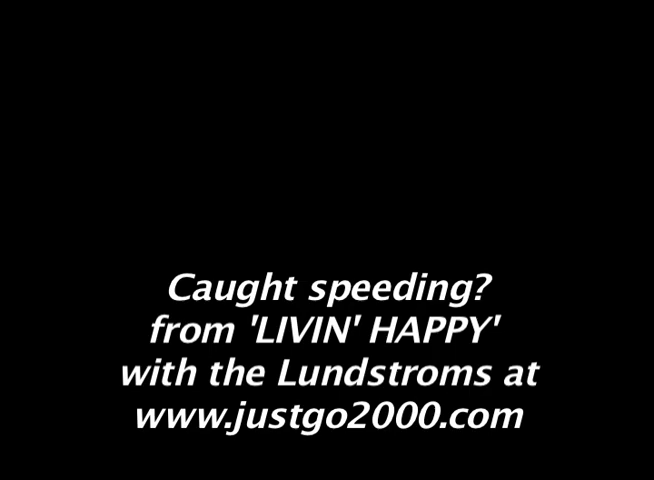 Caught speeding?
from 'LIVIN' HAPPY'
with the Lundstroms at
www.justgo2000.com